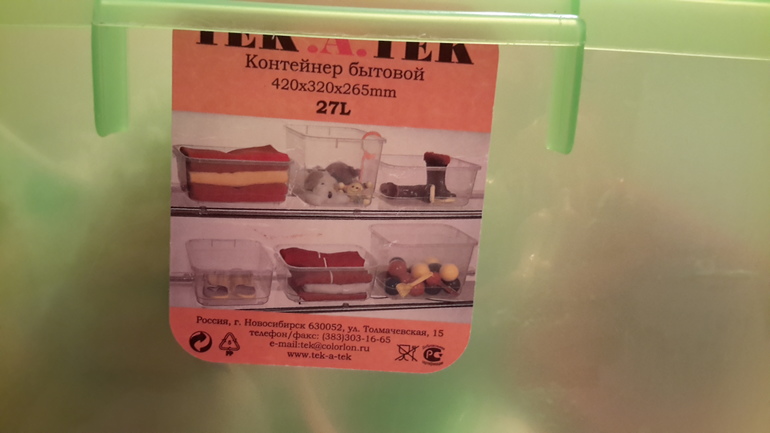 TEK.A.TEK
Контейнер бытовой
420x320x265mm
27L
Россия, г. Новосибирск 630052, ул. Толмачевская, 15
телефон/факс: (383)303-16-65
e-mail:tek@colorlon.ru
www.tek-a-tek